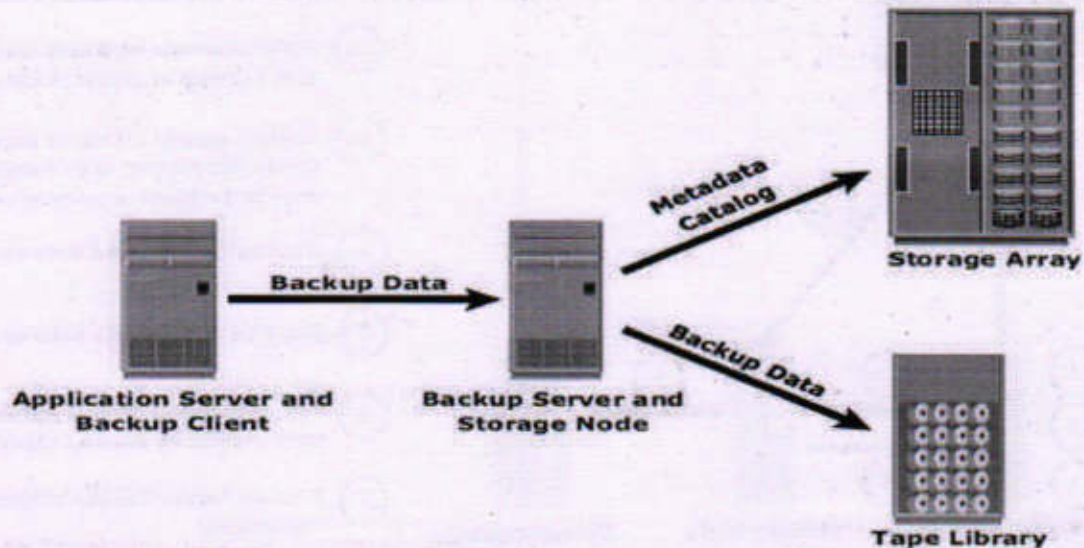 Metadata
Catalog
Storage Array
Backup Data
Application Server and
Backup Client
Backup Server and
Storage Node
Backup Data
Tape Library